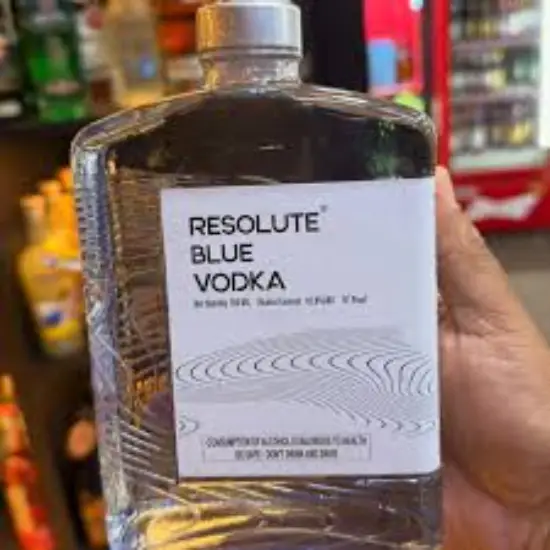 RESOLUTE®
BLUE
VODKA
CONSUMPTION OF ALCOHOL IS INJURIOUS TO HEALTH
BE SAFE - DON'T DRINK AND DRIVE